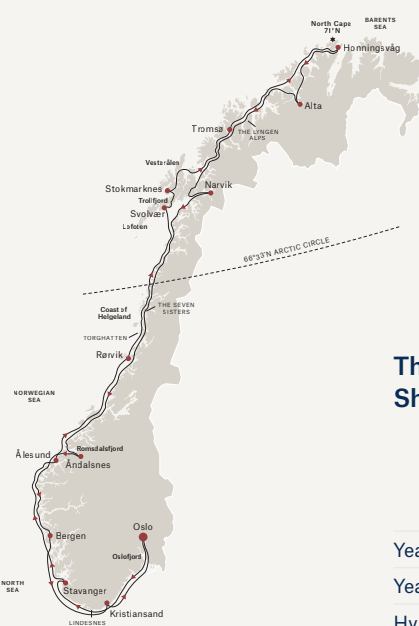 North Cape
71°N
BARENTS
SEA
Honningsvåg
Alta
Tromsø
THE LYNGEN
ALPS
Vesterålen
Stokmarknes
Narvik
Trollfjord
Svolvær
Lofoten
66°33'N ARCTIC CIRCLE
Coast of
Helgeland
THE SEVEN
SISTERS
TORGHATTEN
Rørvik
NORWEGIAN
SEA
Romsdalsfjord
Ålesund
Åndalsnes
Oslo
Bergen
Oslofjord
NORTH
SEA
Stavanger
Kristiansand
LINDESNES
Th
Sh
Yea
Yea
Hy